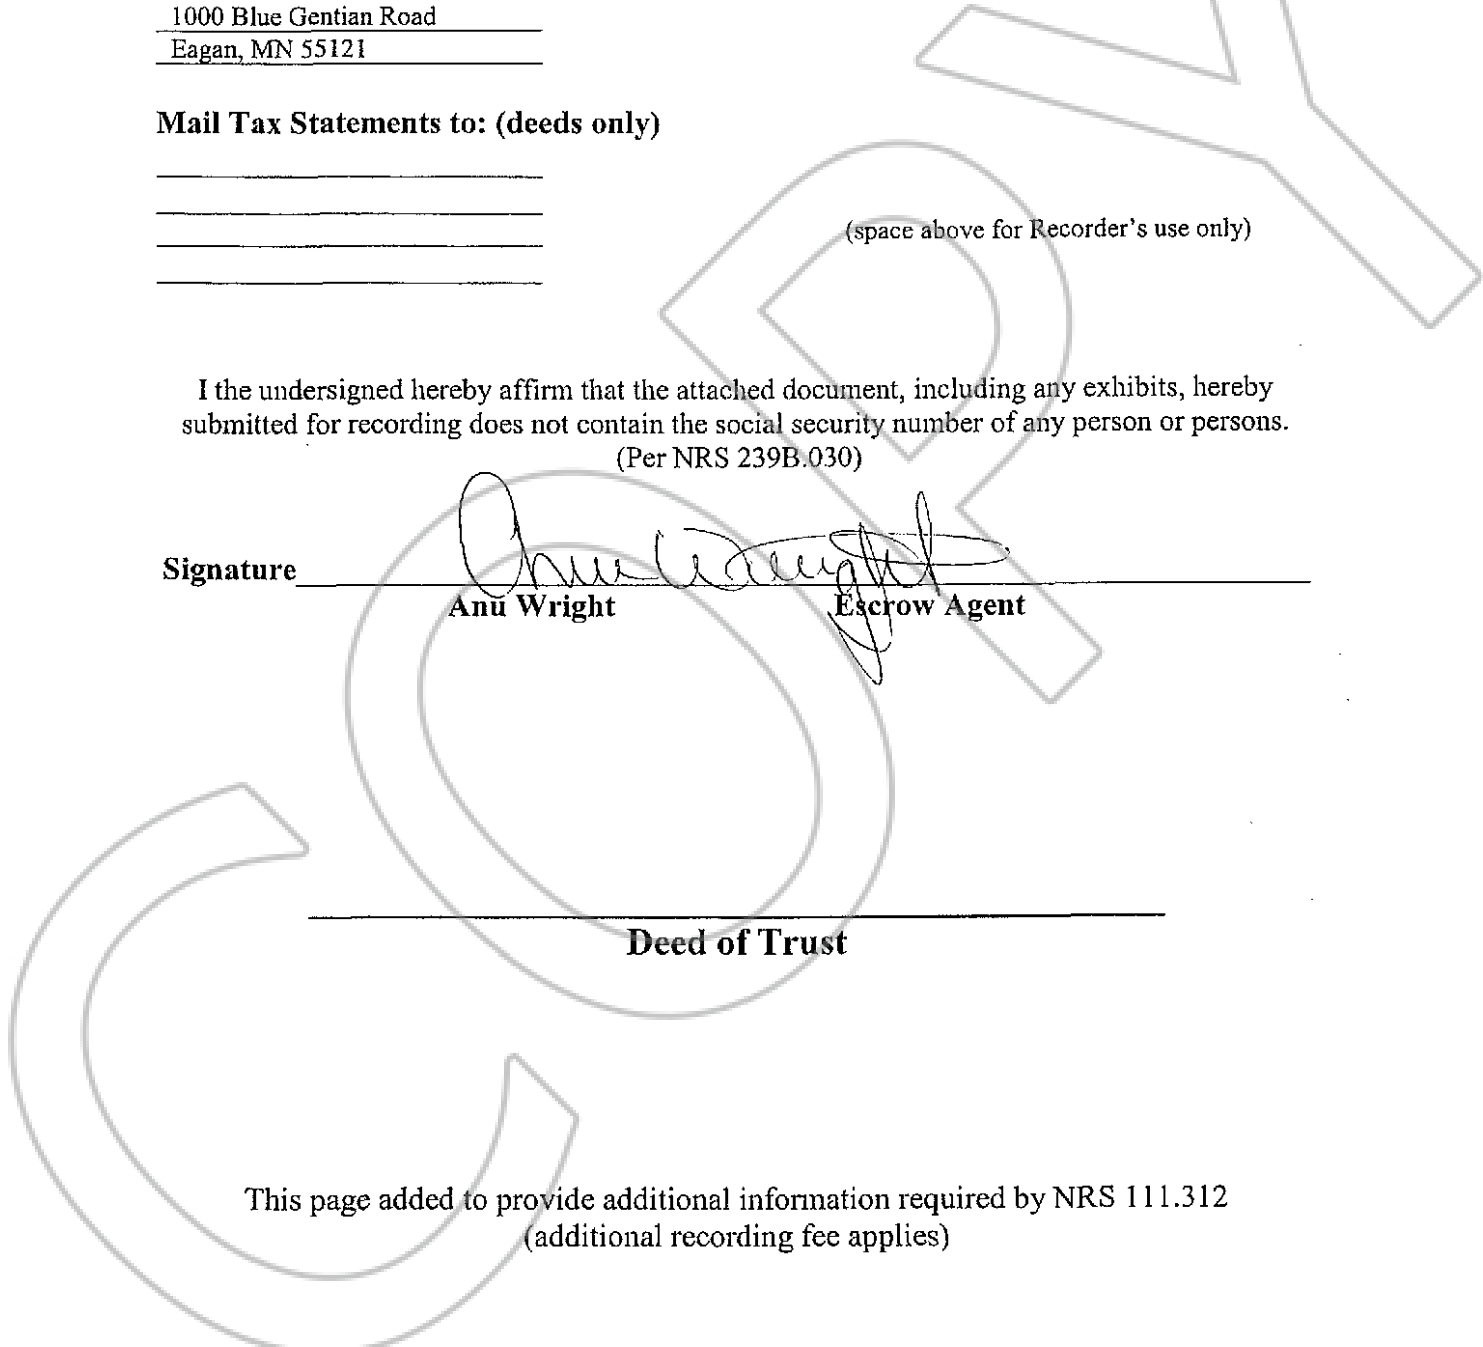 1000 Blue Gentian Road
Eagan, MN 55121
Mail Tax Statements to: (deeds only)
(space above for Recorder's use only)
I the undersigned hereby affirm that the attached document, including any exhibits, hereby
submitted for recording does not contain the social security number of any person or persons.
(Per NRS 239B.030)
Signature Anu Wright
Anu Wright Escrow Agent
Deed of Trust
This page added to provide additional information required by NRS 111.312
(additional recording fee applies)
COPY